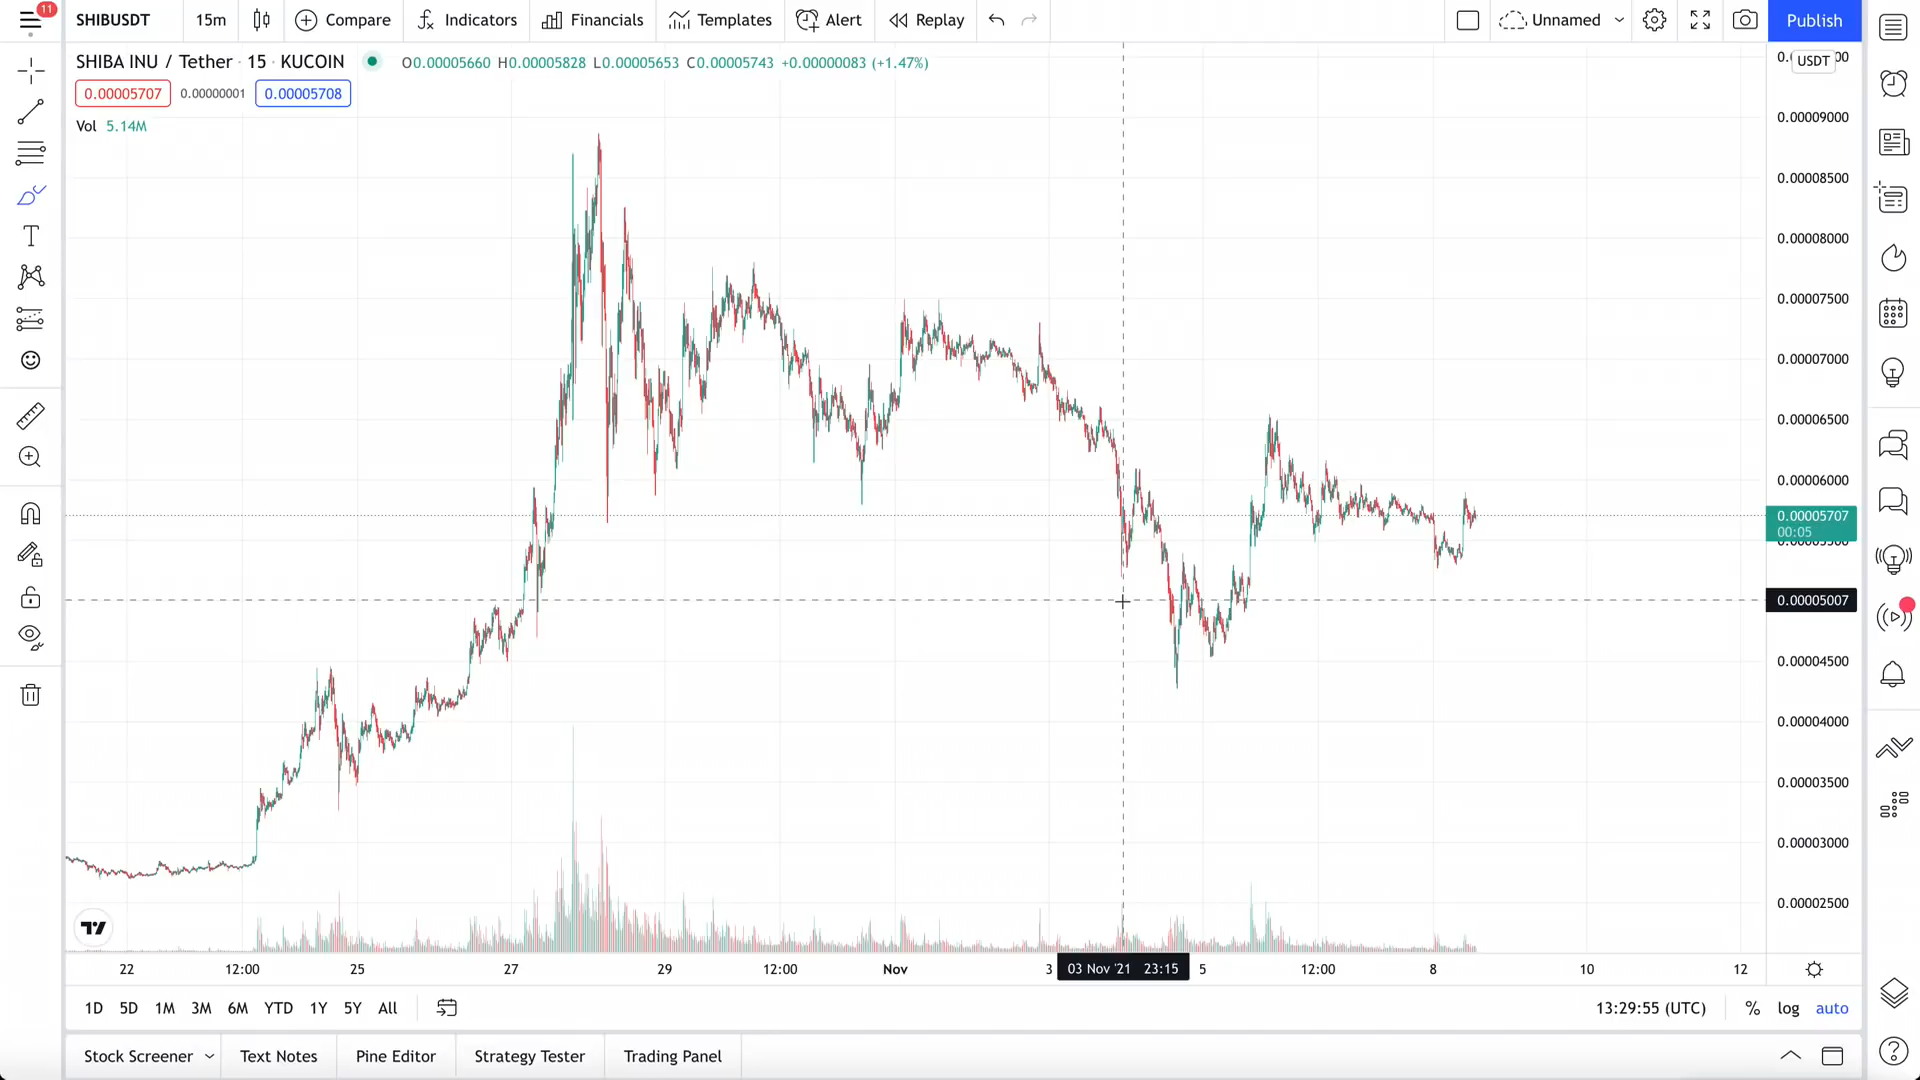 11
SHIBUSDT 15m Compare Indicators Financials Templates Alert Replay Unnamed Publish
SHIBA INU / Tether · 15 · KUCOIN O0.00005660 H0.00005828 L0.00005653 C0.00005743 +0.00000083 (+1.47%)
USDT
0.00005707 0.00000001 0.00005708
Vol 5.14M
0.00009000
0.00008500
0.00008000
0.00007500
0.00007000
0.00006500
0.00006000
0.00005707
00:05
0.00005007
0.00004500
0.00004000
0.00003500
0.00003000
0.00002500
22 12:00 25 27 29 12:00 Nov 3 03 Nov '21 23:15 5 12:00 8 10 12
1D 5D 1M 3M 6M YTD 1Y 5Y All 13:29:55 (UTC) % log auto
Stock Screener Text Notes Pine Editor Strategy Tester Trading Panel